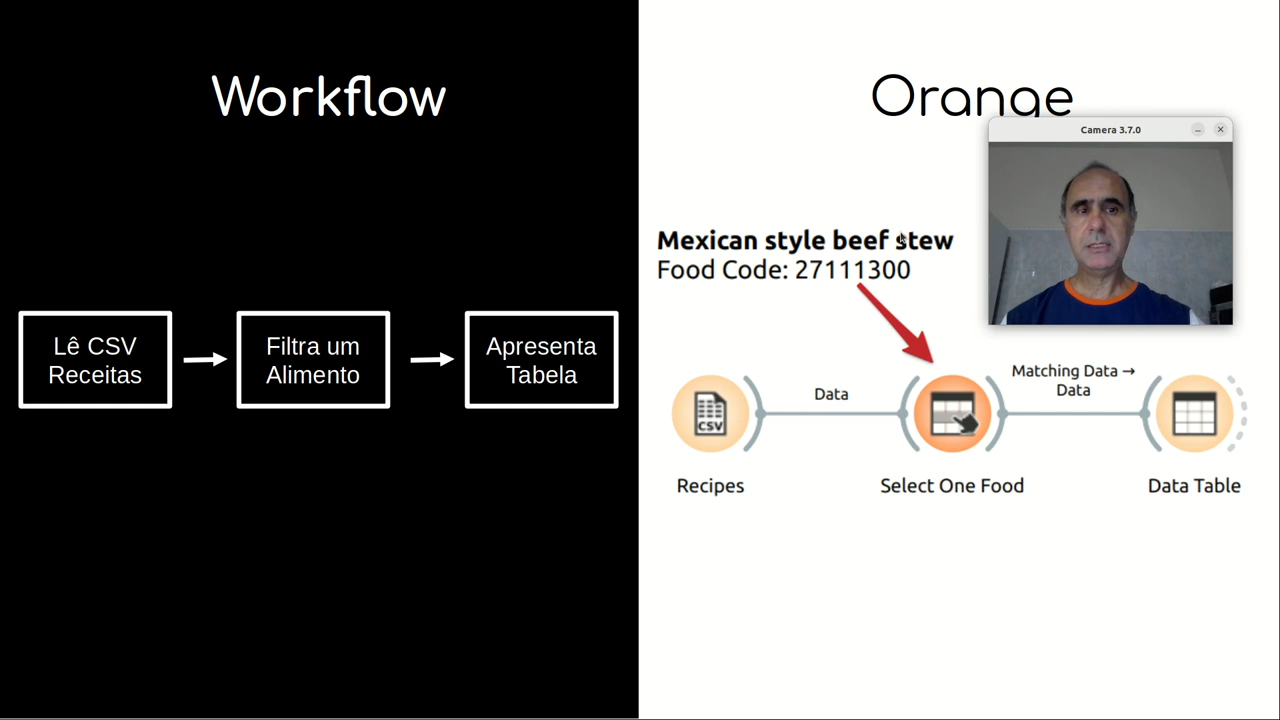 Workflow
Lê CSV
Receitas
Filtra um
Alimento
Apresenta
Tabela
Orange
Camera 3.7.0
Mexican style beef stew
Food Code: 27111300
Data
Matching Data →
Data
CSV
Recipes
Select One Food
Data Table